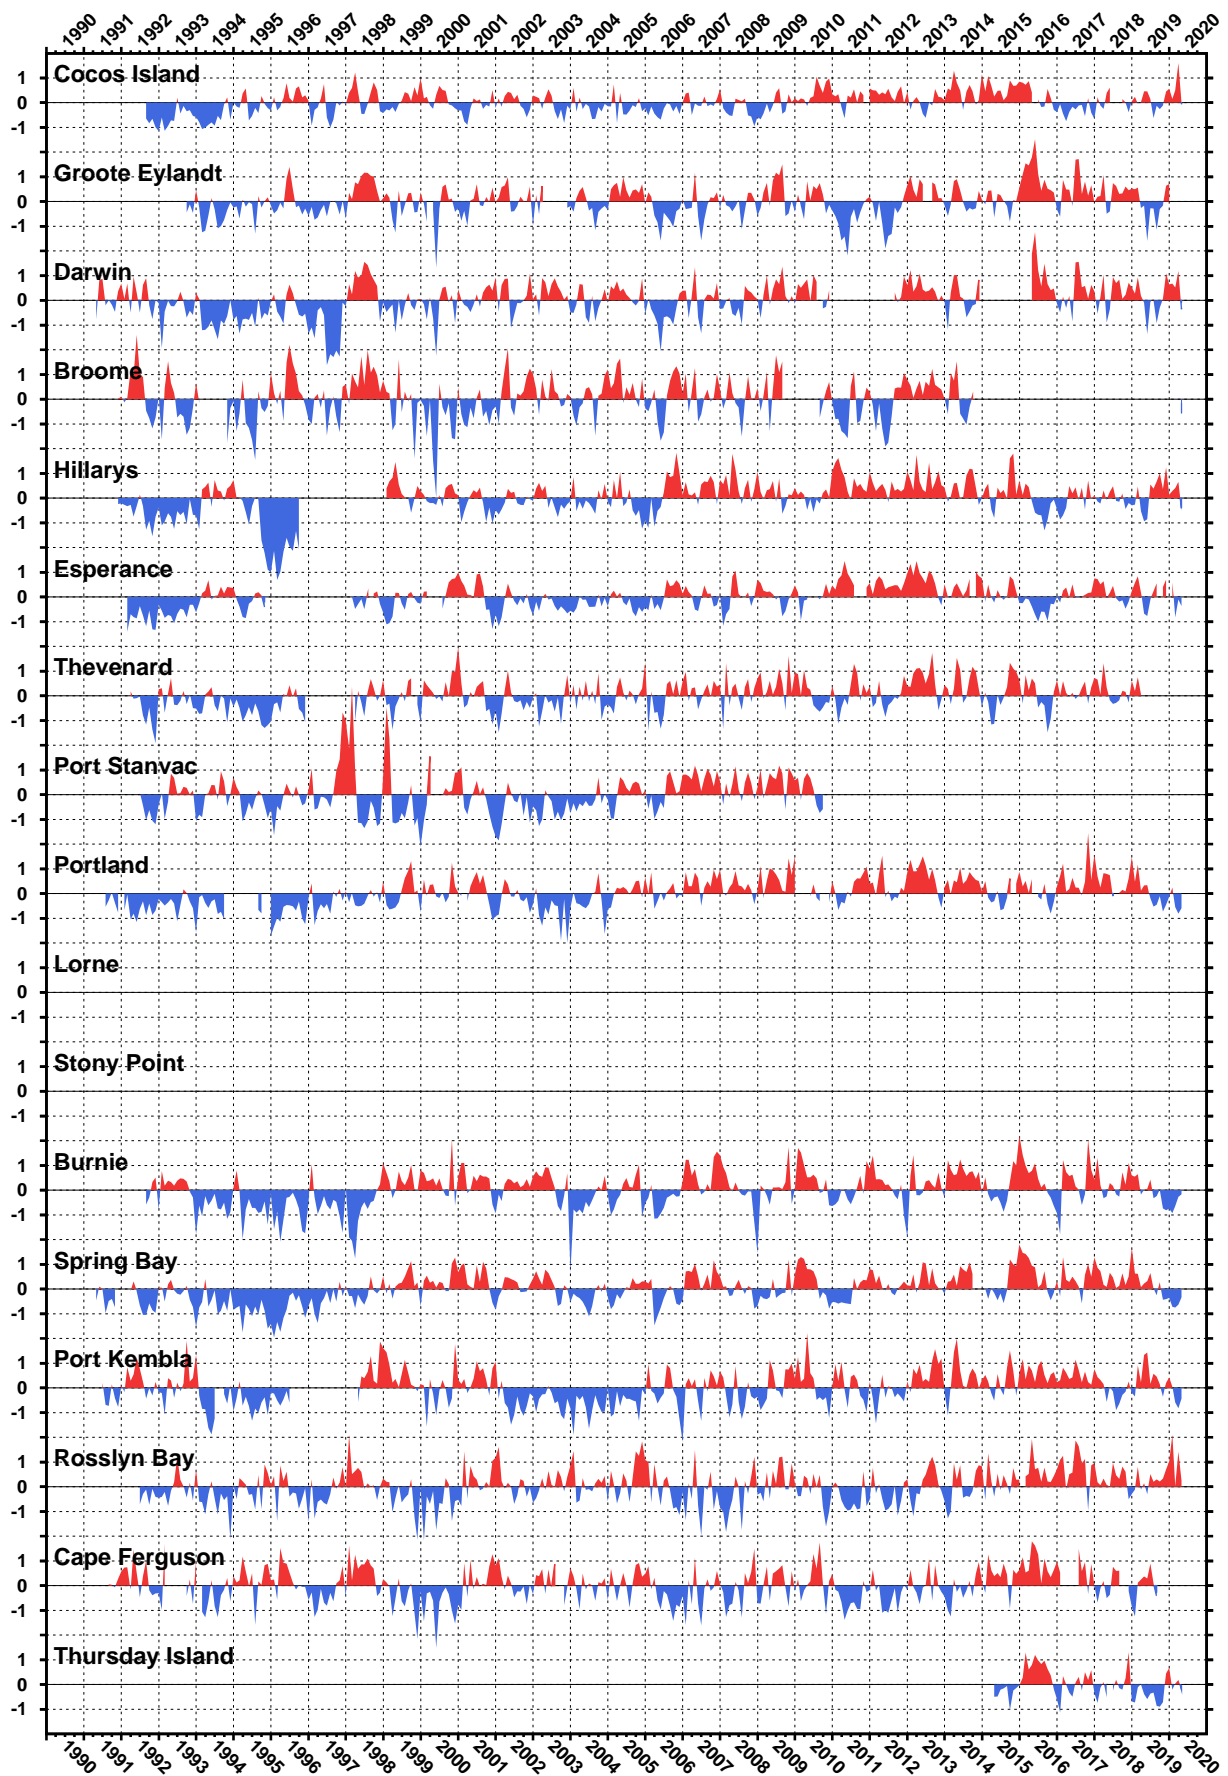 1990 1991 1992 1993 1994 1995 1996 1997 1998 1999 2000 2001 2002 2003 2004 2005 2006 2007 2008 2009 2010 2011 2012 2013 2014 2015 2016 2017 2018 2019 2020
Cocos Island
1
0
-1
Groote Eylandt
1
0
-1
Darwin
1
0
-1
Broome
1
0
-1
Hillarys
1
0
-1
Esperance
1
0
-1
Thevenard
1
0
-1
Port Stanvac
1
0
-1
Portland
1
0
-1
Lorne
1
0
-1
Stony Point
1
0
-1
Burnie
1
0
-1
Spring Bay
1
0
-1
Port Kembla
1
0
-1
Rosslyn Bay
1
0
-1
Cape Ferguson
1
0
-1
Thursday Island
1
0
-1
1990 1991 1992 1993 1994 1995 1996 1997 1998 1999 2000 2001 2002 2003 2004 2005 2006 2007 2008 2009 2010 2011 2012 2013 2014 2015 2016 2017 2018 2019 2020